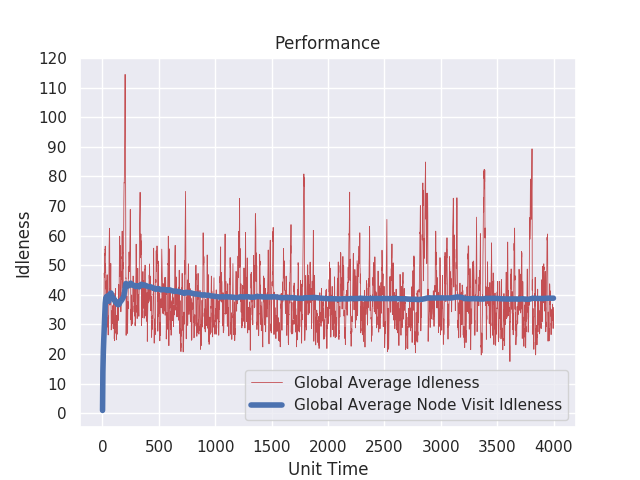 Performance
120
110
100
90
80
70
60
50
40
30
20
10
0
Idleness
Global Average Idleness
Global Average Node Visit Idleness
0 500 1000 1500 2000 2500 3000 3500 4000
Unit Time